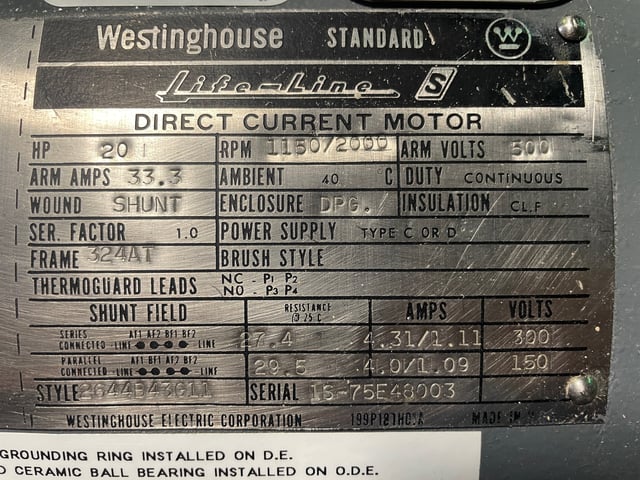 Westinghouse STANDARD W
Life-Line S
DIRECT CURRENT MOTOR
HP 20 RPM 1150/2000 ARM VOLTS 500
ARM AMPS 33.3 AMBIENT 40 °C DUTY CONTINUOUS
WOUND SHUNT ENCLOSURE DPG. INSULATION CL.F
SER. FACTOR 1.0 POWER SUPPLY TYPE C OR D
FRAME 324AT BRUSH STYLE
THERMOGUARD LEADS NC - P1 P2
NO - P3 P4
SHUNT FIELD RESISTANCE @ 25 C AMPS VOLTS
SERIES AF1 AF2 BF1 BF2
CONNECTED-LINE LINE 27.4 4.31/1.11 300
PARALLEL AF1 BF1 AF2 BF2
CONNECTED-LINE LINE 29.5 4.0/1.09 150
STYLE SERIAL 1S-75E48003
WESTINGHOUSE ELECTRIC CORPORATION MADE IN
GROUNDING RING INSTALLED ON D.E.
CERAMIC BALL BEARING INSTALLED ON O.D.E.